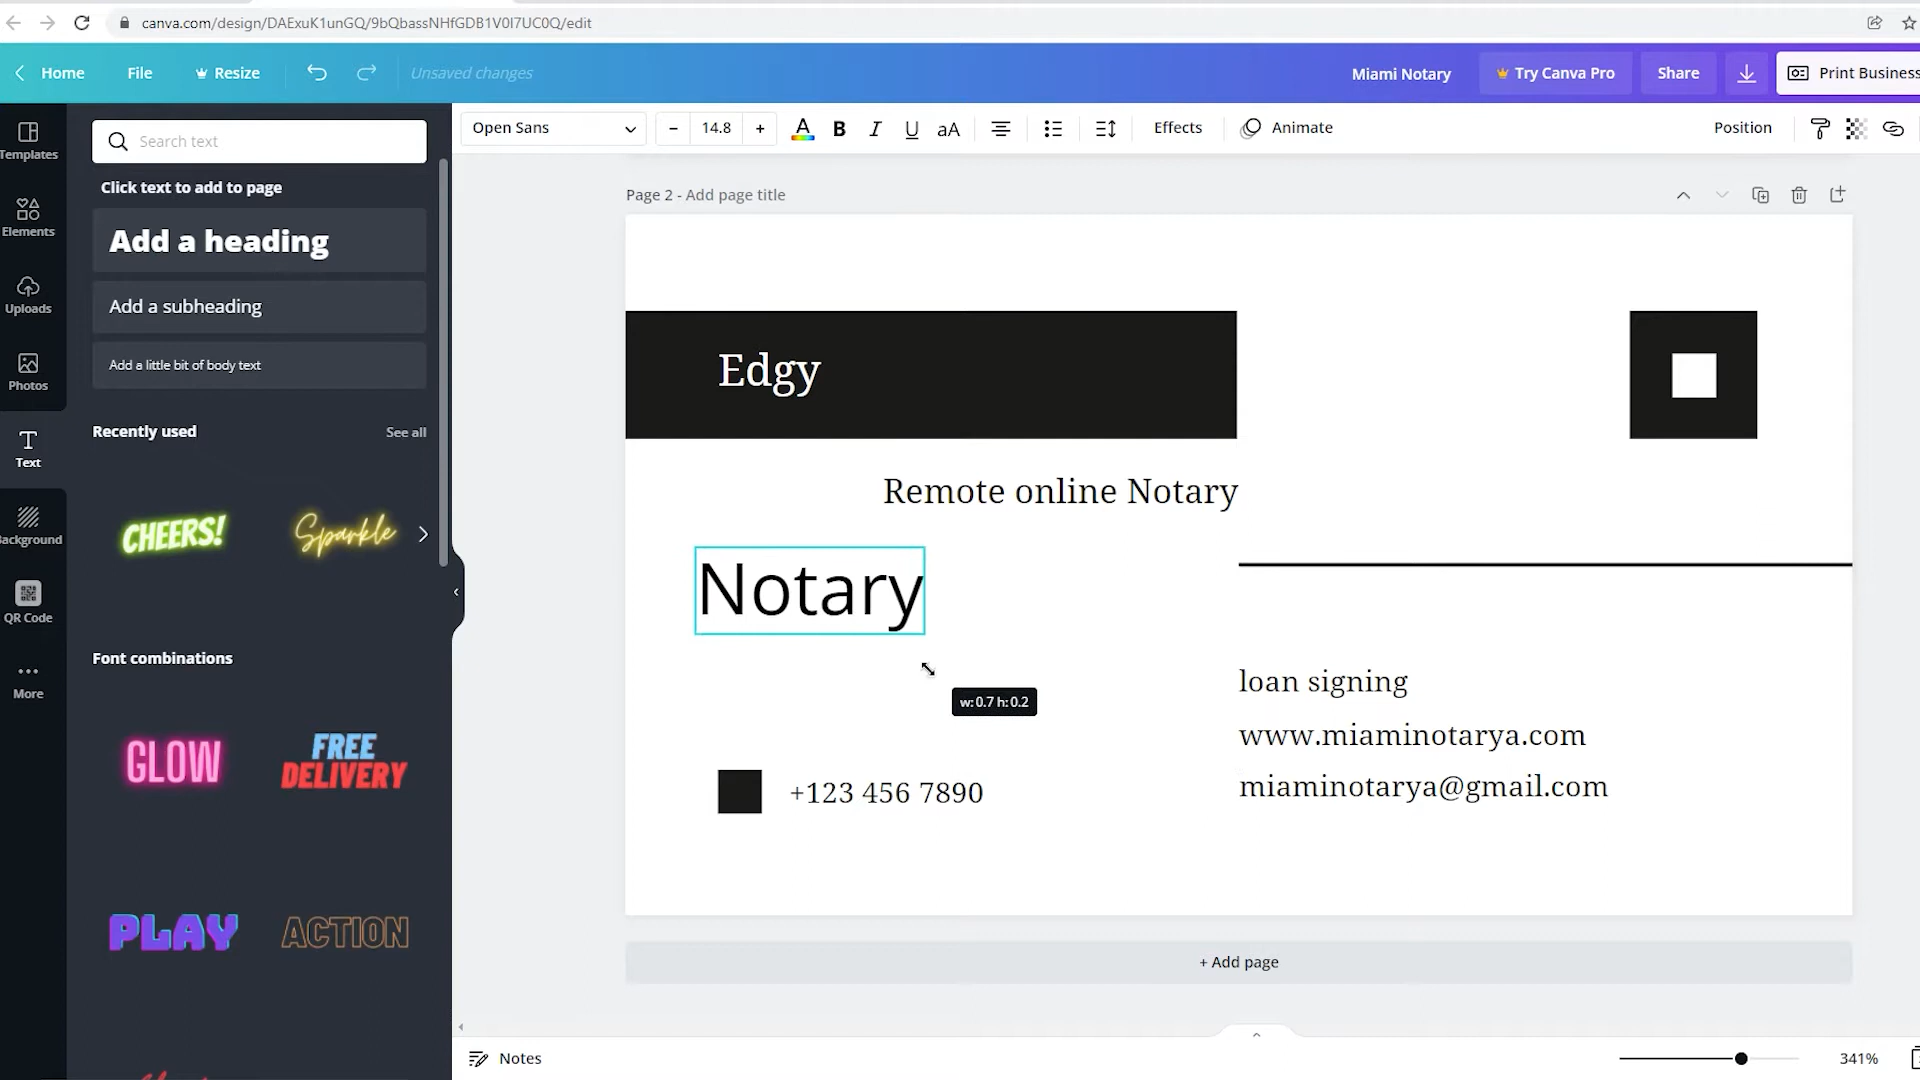 canva.com/design/DAExuK1unGQ/9bQbassNHfGDB1V0I7UC0Q/edit
Home File Resize Unsaved changes Miami Notary Try Canva Pro Share Print Business
Open Sans - 14.8 + A B I U aA Effects Animate Position
Templates
Elements
Uploads
Photos
Text
Background
QR Code
More
Search text
Click text to add to page
Add a heading
Add a subheading
Add a little bit of body text
Recently used See all
CHEERS! Sparkle
Font combinations
GLOW FREE DELIVERY
PLAY ACTION
Page 2 - Add page title
Edgy
Remote online Notary
Notary
w: 0.7 h: 0.2
loan signing
www.miaminotarya.com
miaminotarya@gmail.com
+123 456 7890
+ Add page
Notes 341%